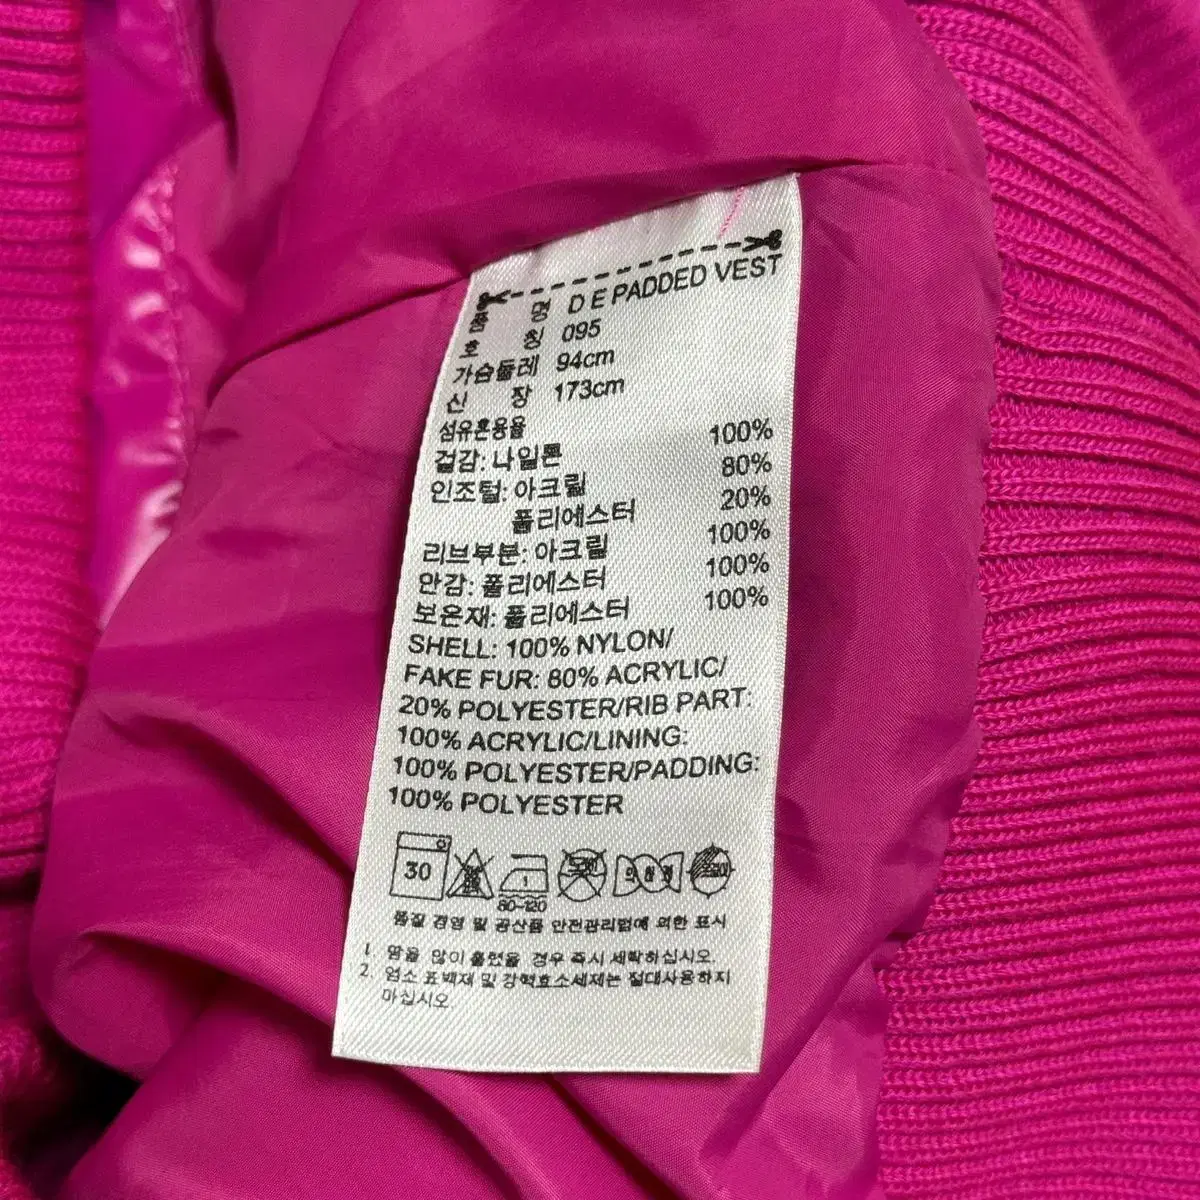 품 명 D E PADDED VEST
호 칭 095
가슴둘레 94cm
신 장 173cm
섬유혼용율
겉감: 나일론 100%
인조털: 아크릴 80%
폴리에스터 20%
리브부분: 아크릴 100%
안감: 폴리에스터 100%
보온재: 폴리에스터 100%
SHELL: 100% NYLON/
FAKE FUR: 80% ACRYLIC/
20% POLYESTER/RIB PART:
100% ACRYLIC/LINING:
100% POLYESTER/PADDING:
100% POLYESTER
30 1
80~120
품질 경영 및 공산품 안전관리법에 의한 표시
1. 땀을 많이 흘렸을 경우 즉시 세탁하십시오.
2. 염소 표백제 및 강력효소세제는 절대사용하지
마십시오